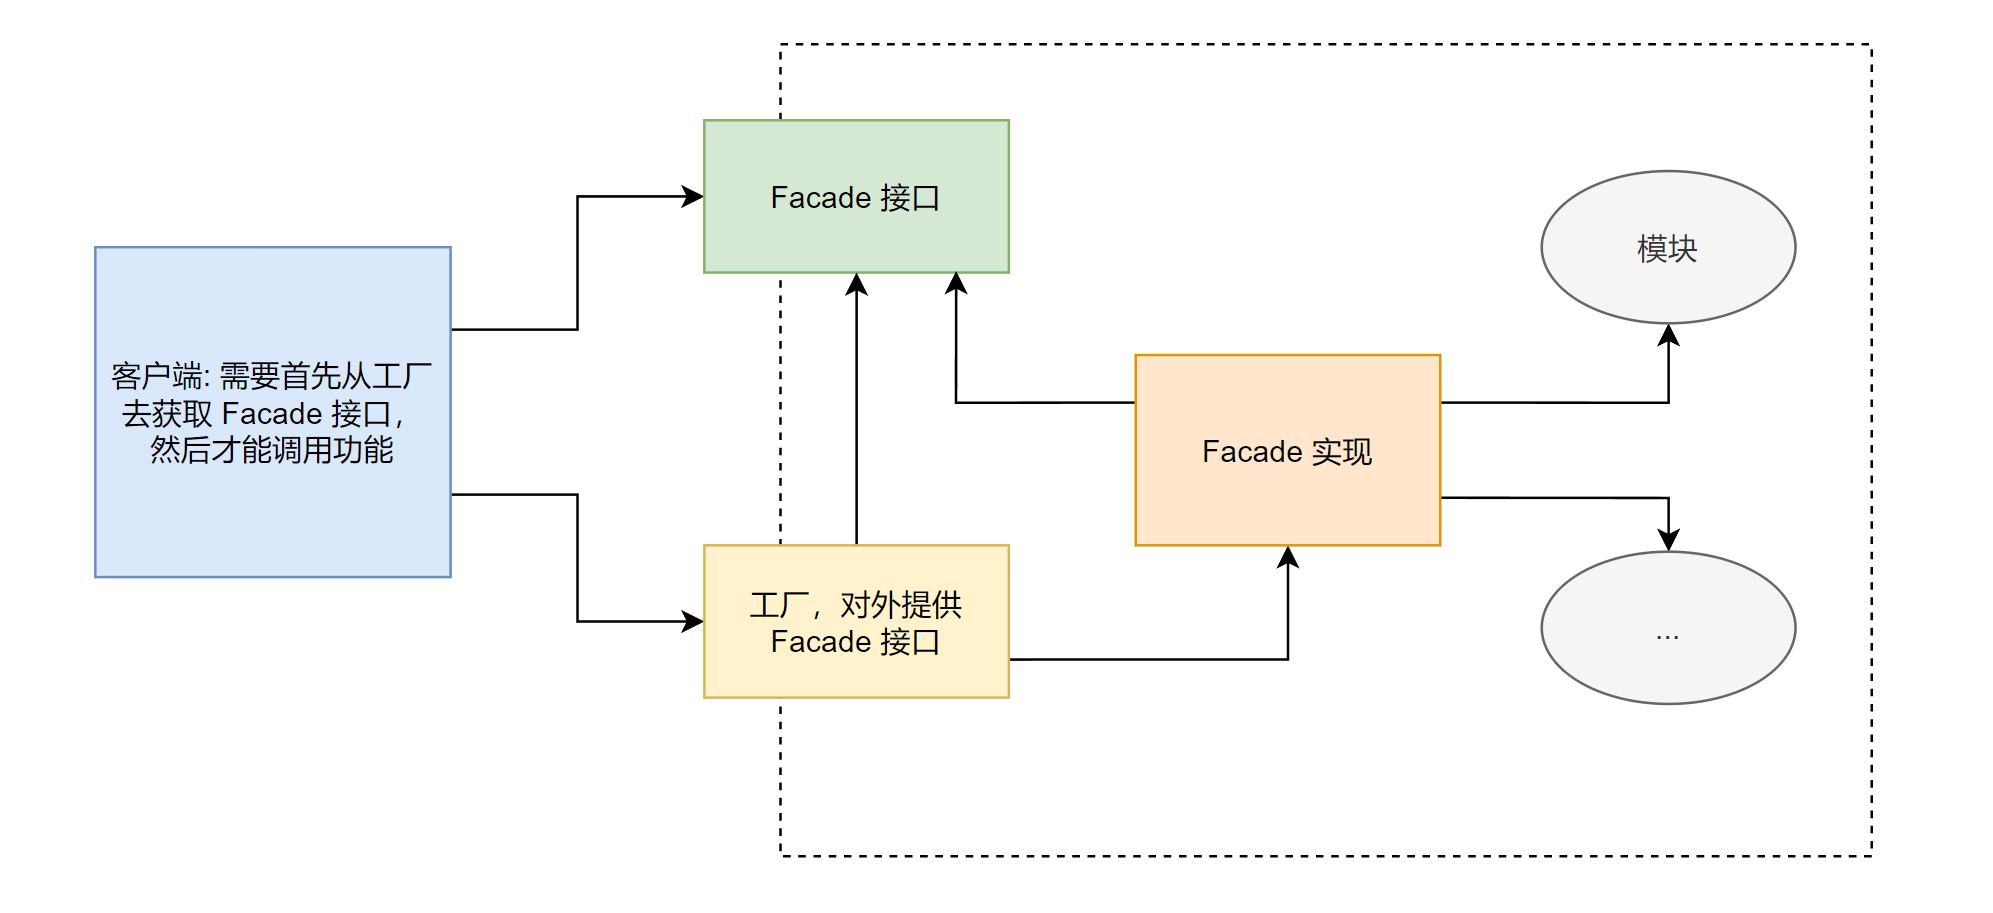 Facade 接口
客户端: 需要首先从工厂
去获取 Facade 接口，
然后才能调用功能
工厂，对外提供
Facade 接口
Facade 实现
模块
...